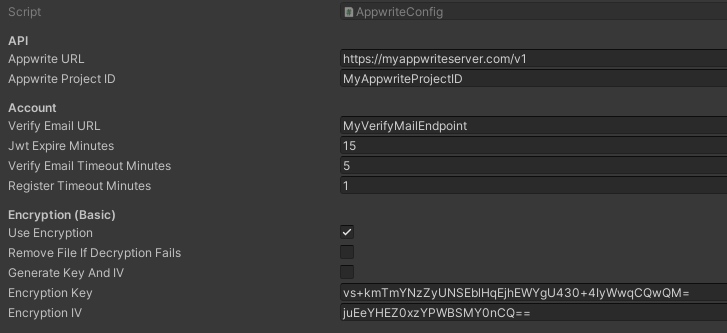 Script AppwriteConfig
API
Appwrite URL https://myappwriteserver.com/v1
Appwrite Project ID MyAppwriteProjectID
Account
Verify Email URL MyVerifyMailEndpoint
Jwt Expire Minutes 15
Verify Email Timeout Minutes 5
Register Timeout Minutes 1
Encryption (Basic)
Use Encryption
Remove File If Decryption Fails
Generate Key And IV
Encryption Key vs+kmTmYNzZyUNSEblHqEjhEWYgU430+4lyWwqCQwQM=
Encryption IV juEeYHEZ0xzYPWBSMY0nCQ==